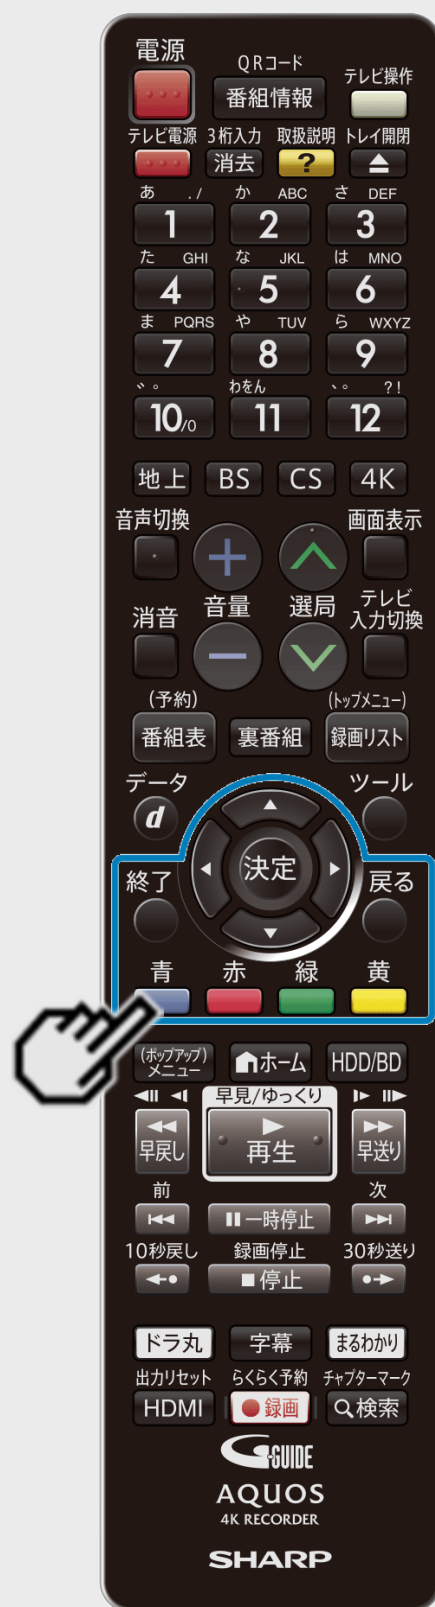 電源
QRコード
番組情報
テレビ操作
テレビ電源 3桁入力 取扱説明 トレイ開閉
消去 ?
あ ./ か ABC さ DEF
1 2 3
た GHI な JKL は MNO
4 5 6
ま PQRS や TUV ら WXYZ
7 8 9
゛゜ わをん 、。 ?!
10/0 11 12
地上 BS CS 4K
音声切換 画面表示
+
消音 音量 選局 テレビ
入力切換
−
(予約) (トップメニュー)
番組表 裏番組 録画リスト
データ ツール
d
決定
終了 戻る
青 赤 緑 黄
(ポップアップ)
メニュー ホーム HDD/BD
早見/ゆっくり
早戻し 再生 早送り
前 次
一時停止
10秒戻し 録画停止 30秒送り
停止
ドラ丸 字幕 まるわかり
出力リセット らくらく予約 チャプターマーク
HDMI 録画 検索
G-GUIDE
AQUOS
4K RECORDER
SHARP